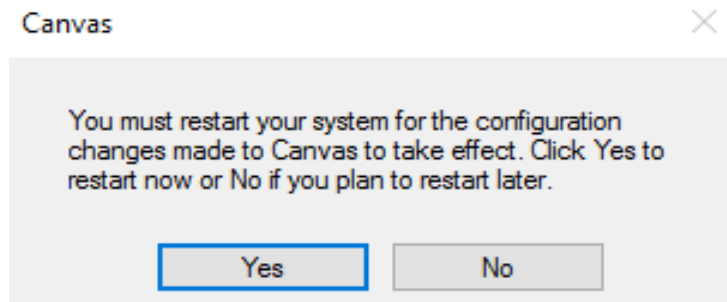 Canvas
You must restart your system for the configuration
changes made to Canvas to take effect. Click Yes to
restart now or No if you plan to restart later.
Yes No